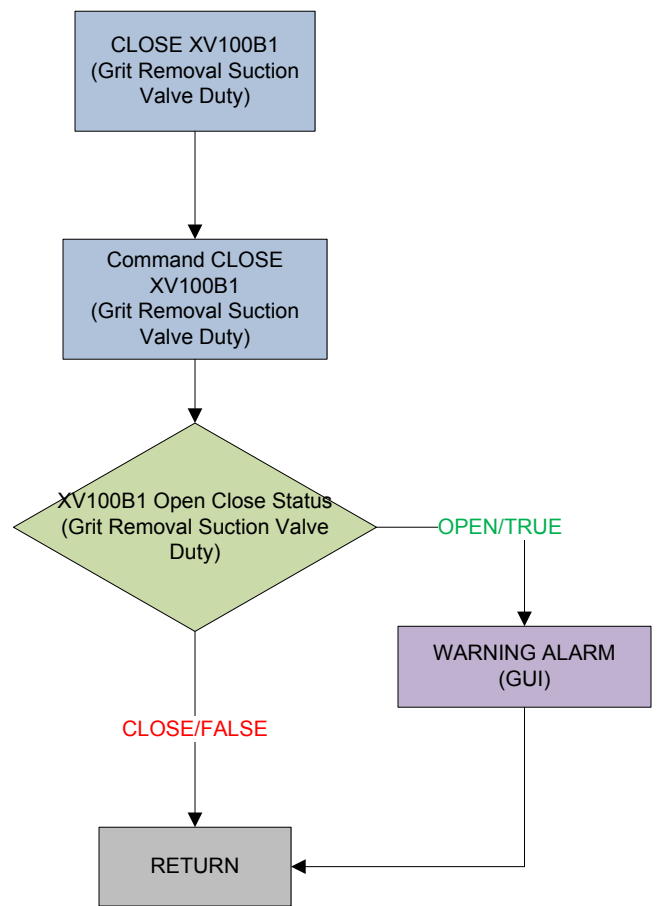 CLOSE XV100B1
(Grit Removal Suction
Valve Duty)
Command CLOSE
XV100B1
(Grit Removal Suction
Valve Duty)
XV100B1 Open Close Status
(Grit Removal Suction Valve
Duty)
OPEN/TRUE
WARNING ALARM
(GUI)
CLOSE/FALSE
RETURN